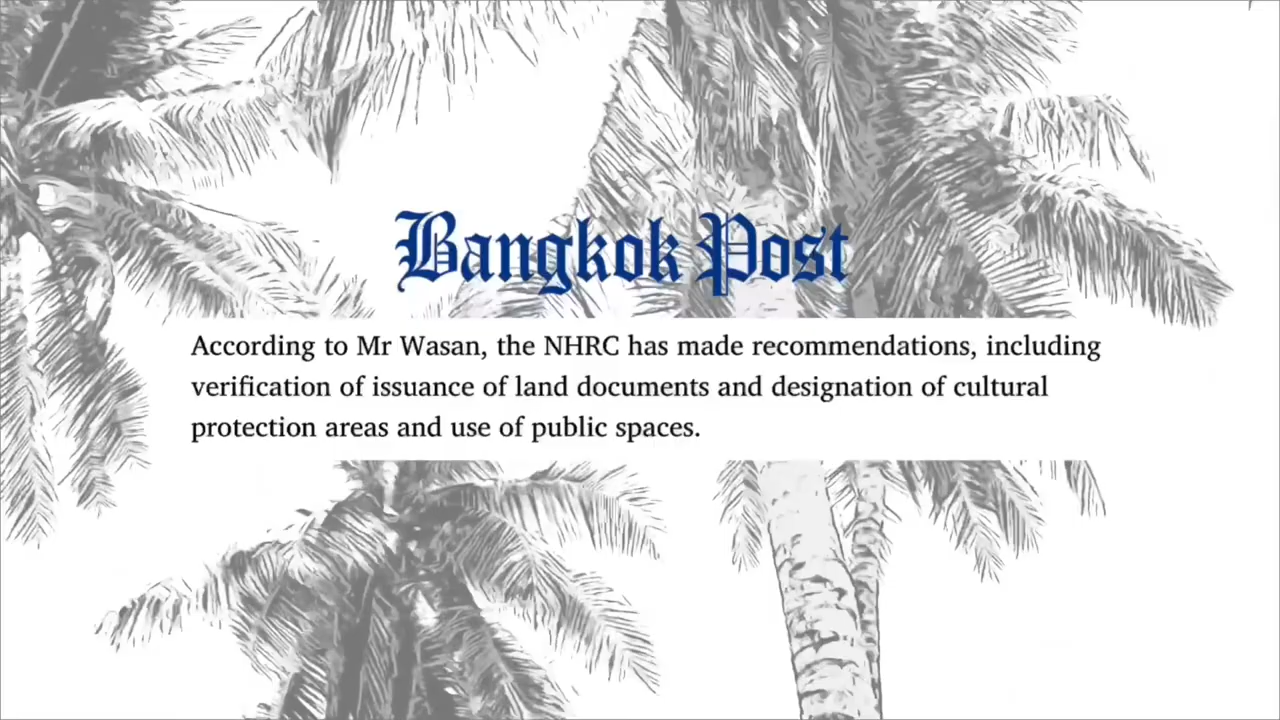 Bangkok Post
According to Mr Wasan, the NHRC has made recommendations, including
verification of issuance of land documents and designation of cultural
protection areas and use of public spaces.